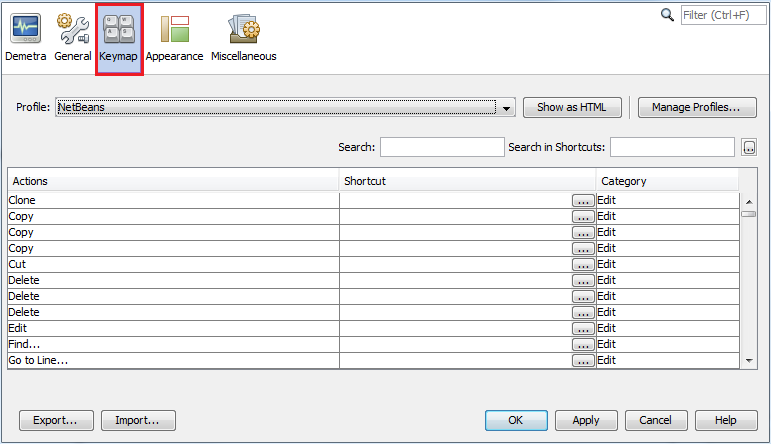 Filter (Ctrl+F)
Demetra General Keymap Appearance Miscellaneous
Profile: NetBeans Show as HTML Manage Profiles...
Search: Search in Shortcuts: ...
Actions Shortcut Category
Clone ... Edit
Copy ... Edit
Copy ... Edit
Copy ... Edit
Cut ... Edit
Delete ... Edit
Delete ... Edit
Delete ... Edit
Edit ... Edit
Find... ... Edit
Go to Line... ... Edit
Export... Import... OK Apply Cancel Help